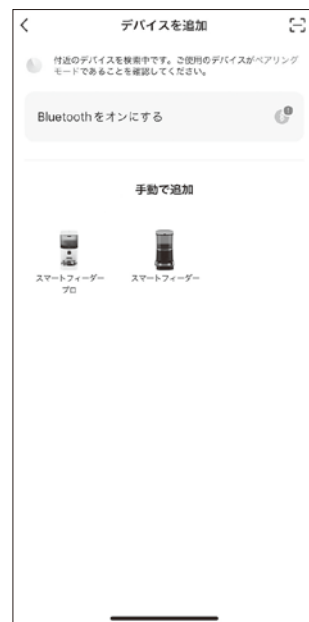 デバイスを追加
付近のデバイスを検索中です。ご使用のデバイスがペアリング
モードであることを確認してください。
Bluetoothをオンにする
手動で追加
スマートフィーダー
プロ
スマートフィーダー